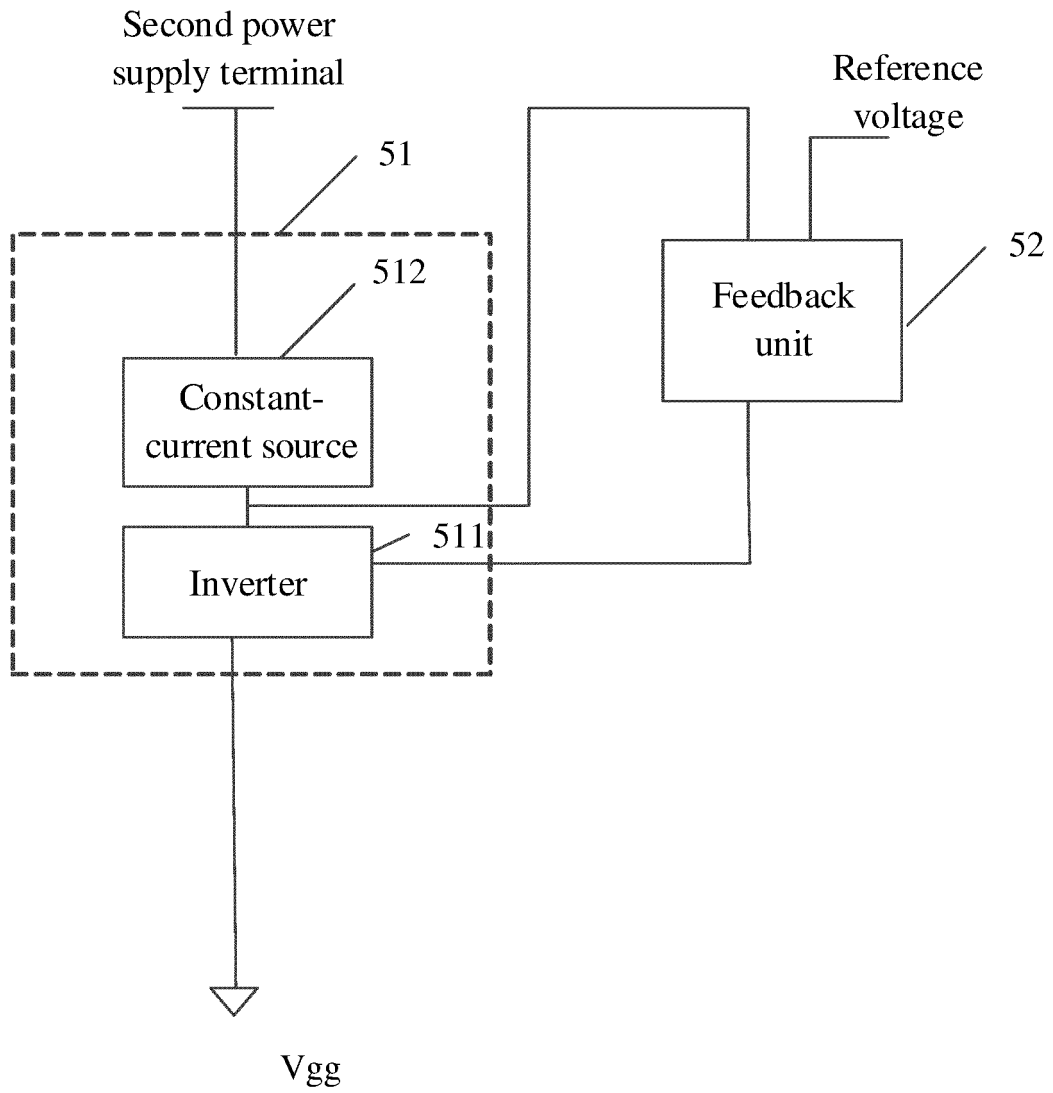 Second power
supply terminal
Reference
voltage
51
52
512
Feedback
unit
Constant-
current source
511
Inverter
Vgg